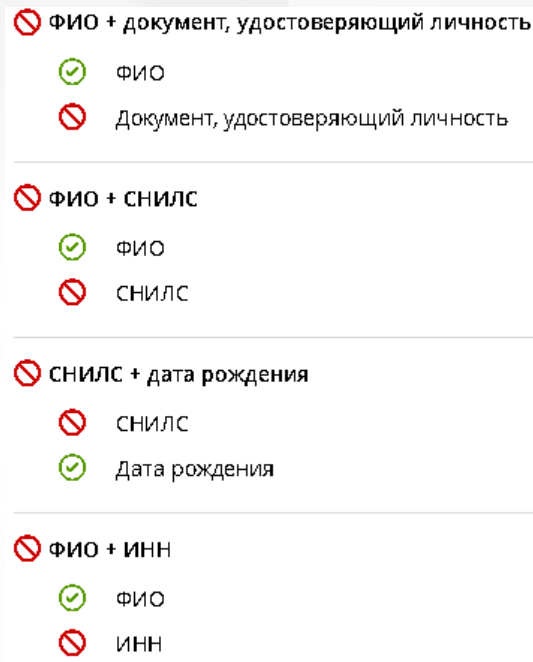 ФИО + документ, удостоверяющий личность
ФИО
Документ, удостоверяющий личность
ФИО + СНИЛС
ФИО
СНИЛС
СНИЛС + дата рождения
СНИЛС
Дата рождения
ФИО + ИНН
ФИО
ИНН